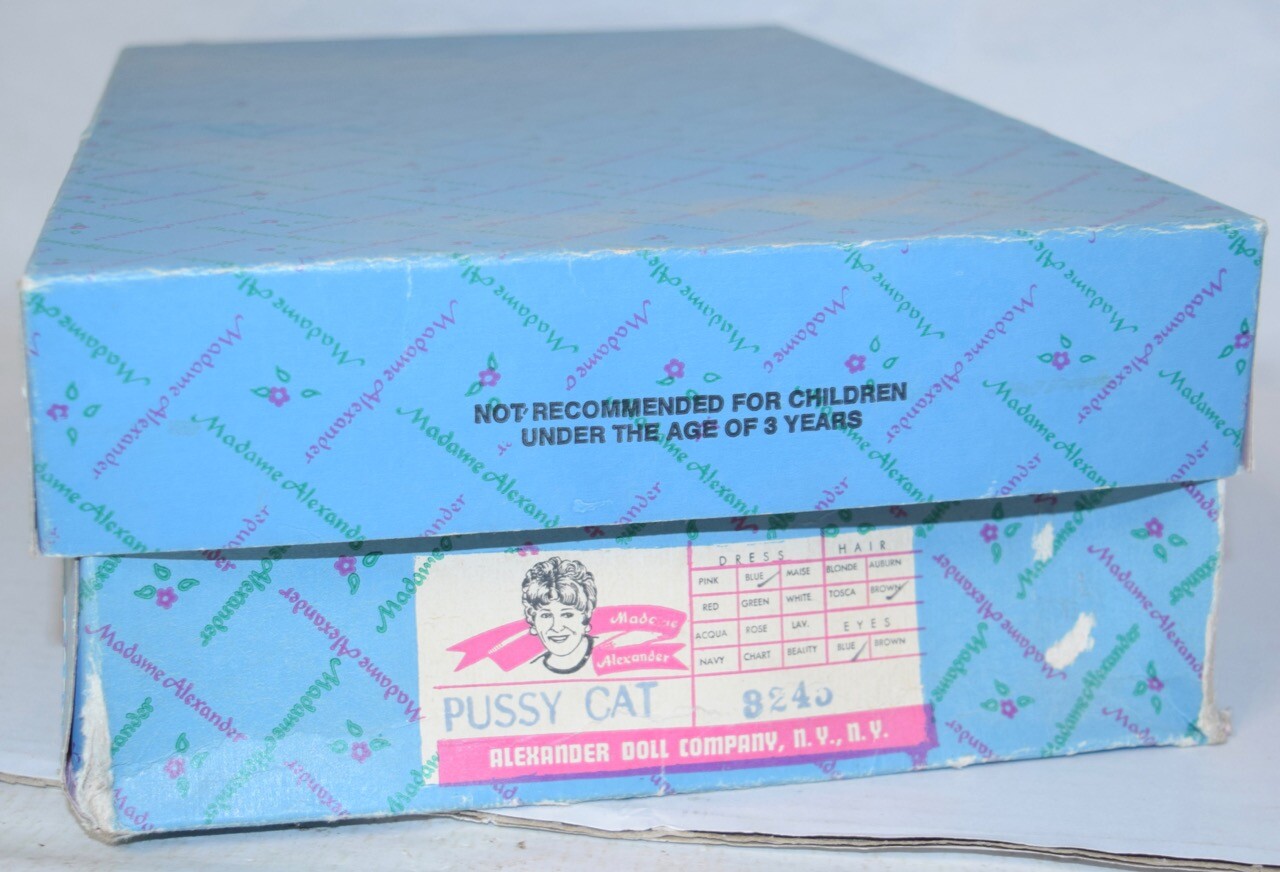 Madame Alexander
NOT RECOMMENDED FOR CHILDREN
UNDER THE AGE OF 3 YEARS
Madame
Alexander
DRESS
HAIR
PINK BLUE MAISE BLONDE AUBURN
RED GREEN WHITE TOSCA BROWN
ACQUA ROSE LAV. EYES
NAVY CHART BEALITY BLUE BROWN
PUSSY CAT
ALEXANDER DOLL COMPANY, N.Y., N.Y.